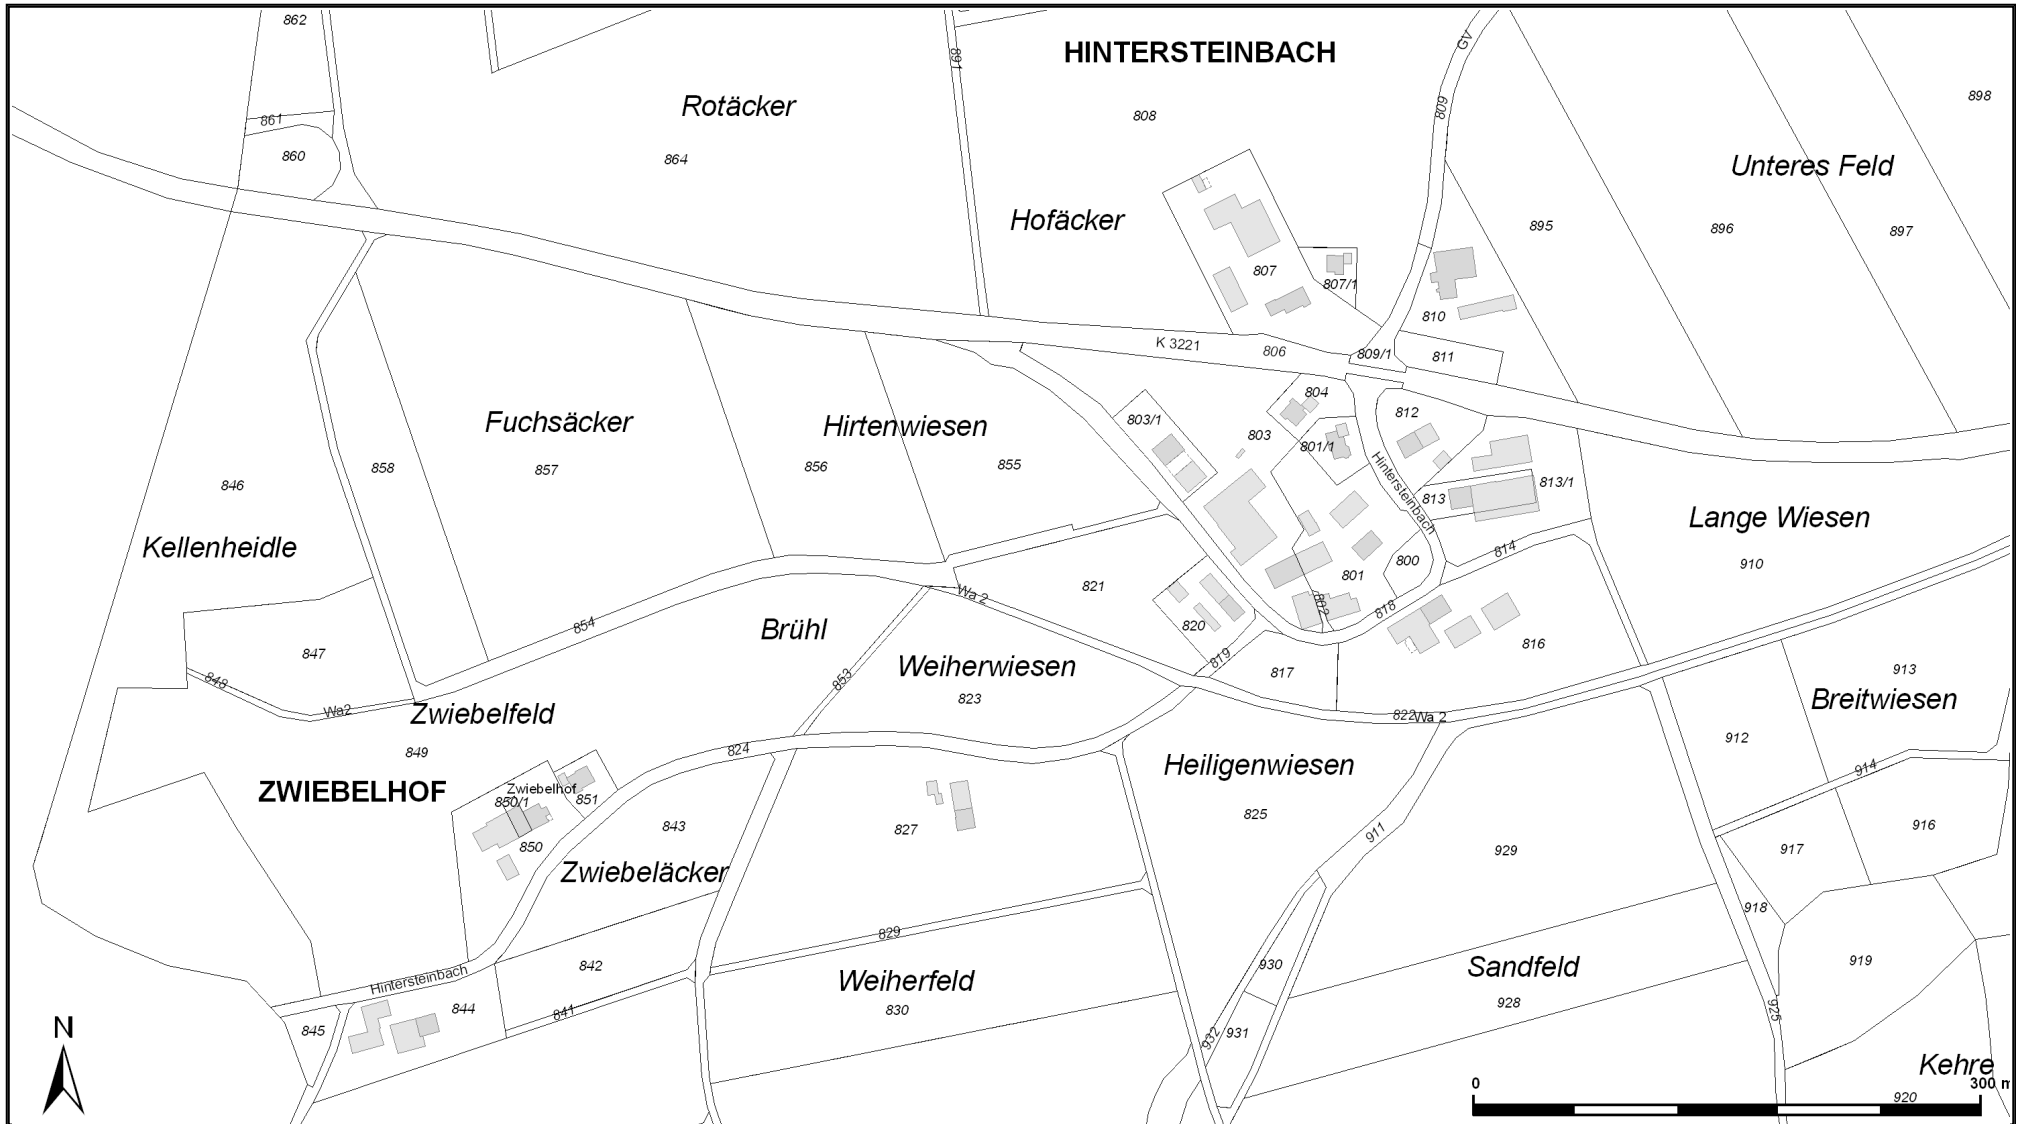 862
HINTERSTEINBACH
GV
891
Rotäcker
898
808
809
861
860
864
Unteres Feld
Hofäcker
895
896
897
807
807/1
810
K 3221
806
809/1
811
804
812
Fuchsäcker
Hirtenwiesen
803/1
803
801/1
858
857
856
855
846
Hintersteinbach
813
813/1
Lange Wiesen
Kellenheidle
814
910
800
801
821
Wa 2
802
818
854
Brühl
820
816
847
853
Weiherwiesen
819
817
913
848
823
Breitwiesen
Wa2
Zwiebelfeld
822
Wa 2
912
849
824
Heiligenwiesen
914
ZWIEBELHOF
Zwiebelhof
850/1
851
825
843
827
911
916
850
929
917
Zwiebeläcker
918
829
842
930
Sandfeld
919
Hintersteinbach
Weiherfeld
844
841
830
928
925
845
931
932
N
Kehre
0
300 m
920